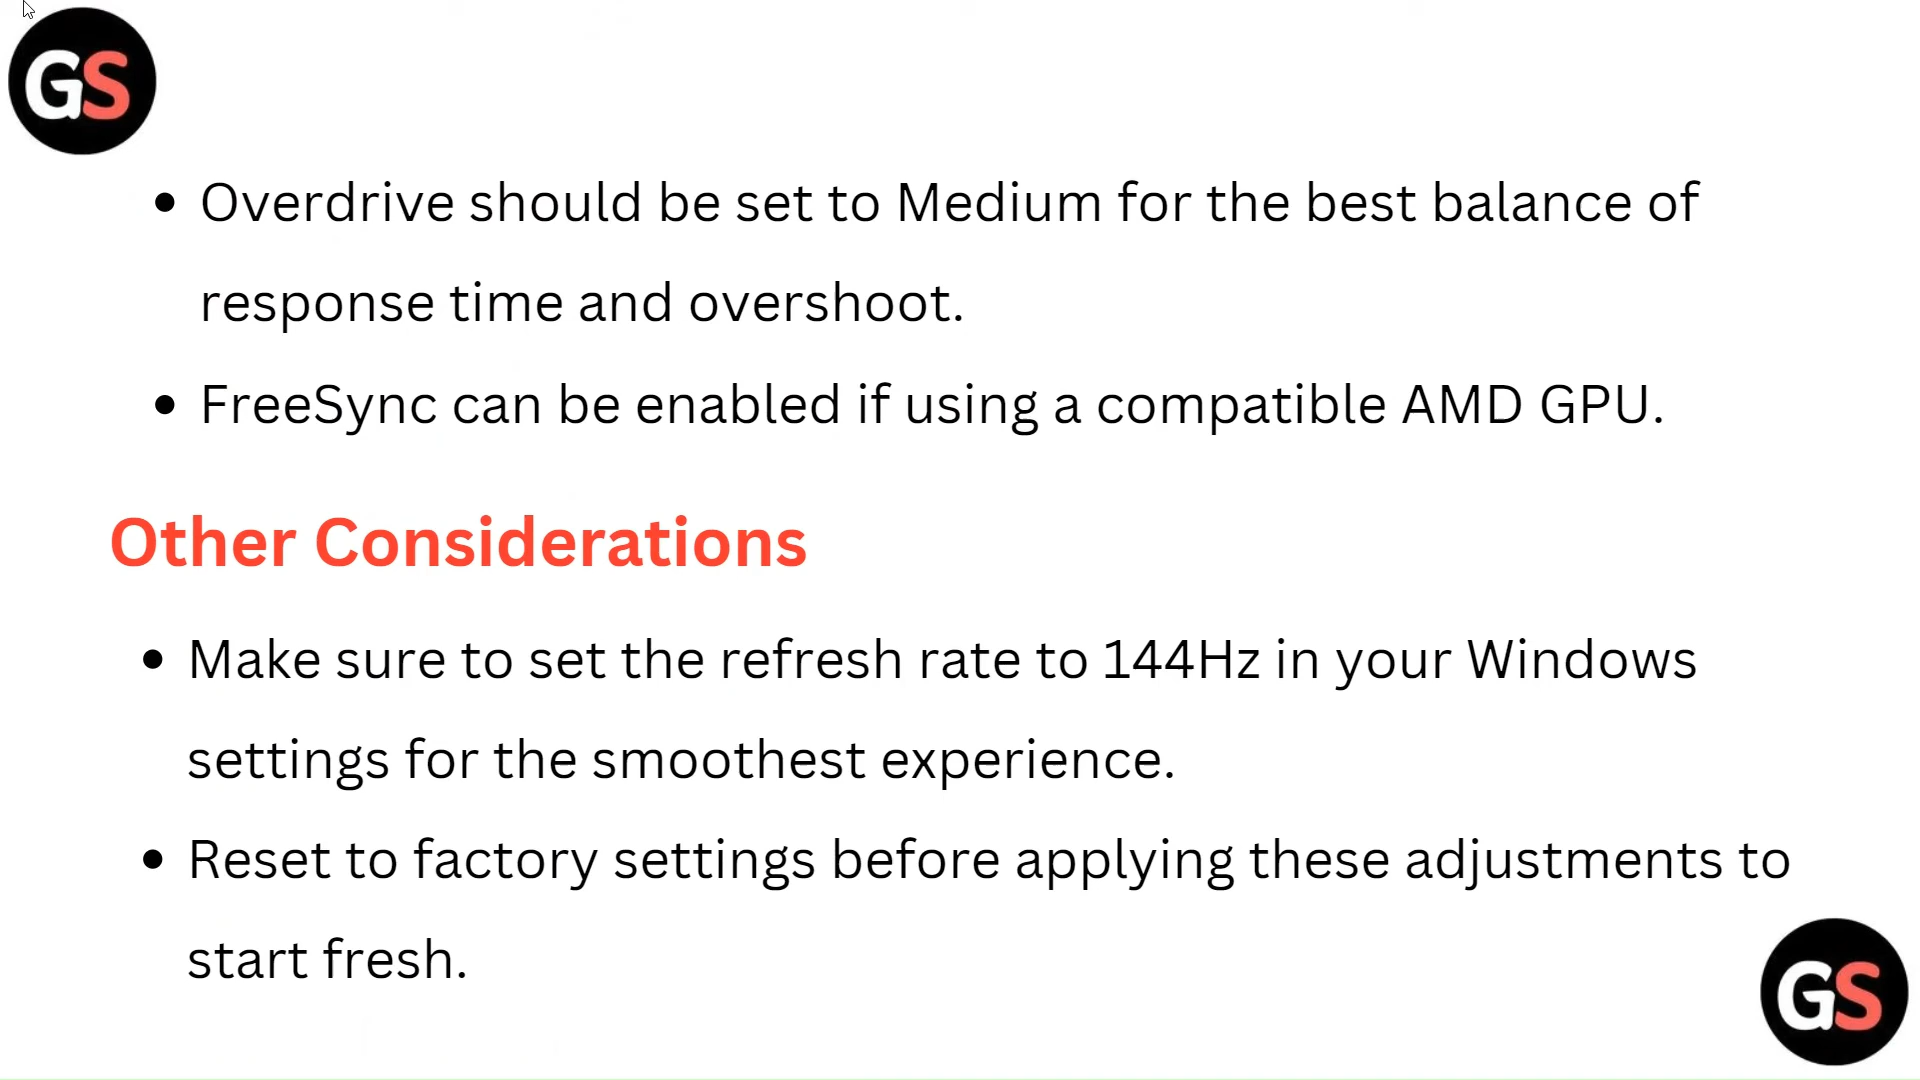 GS
• Overdrive should be set to Medium for the best balance of
response time and overshoot.
• FreeSync can be enabled if using a compatible AMD GPU.
Other Considerations
• Make sure to set the refresh rate to 144Hz in your Windows
settings for the smoothest experience.
• Reset to factory settings before applying these adjustments to
start fresh.
GS